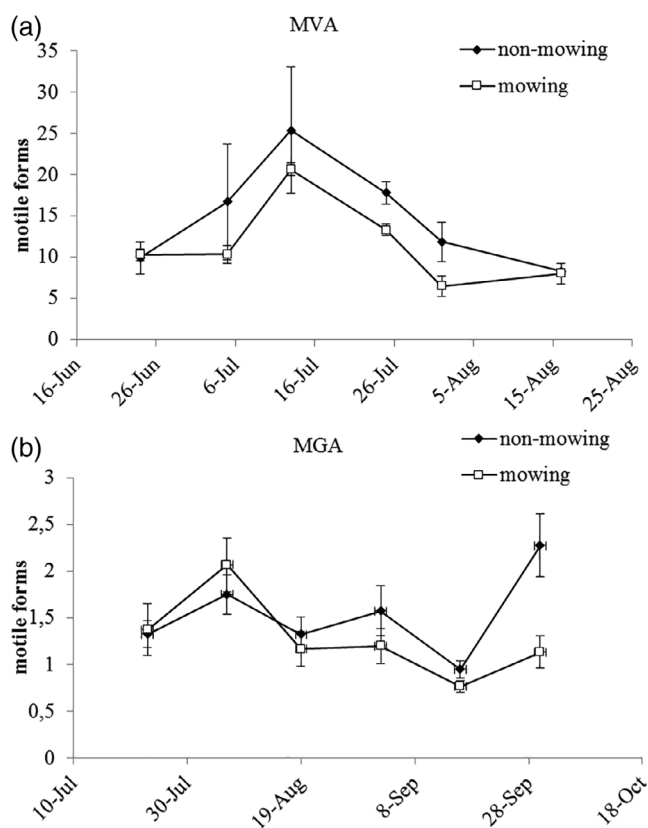 (a)
MVA
non-mowing
mowing
motile forms
35
30
25
20
15
10
5
0
16-Jun
26-Jun
6-Jul
16-Jul
26-Jul
5-Aug
15-Aug
25-Aug
(b)
MGA
non-mowing
mowing
motile forms
3
2,5
2
1,5
1
0,5
0
10-Jul
30-Jul
19-Aug
8-Sep
28-Sep
18-Oct